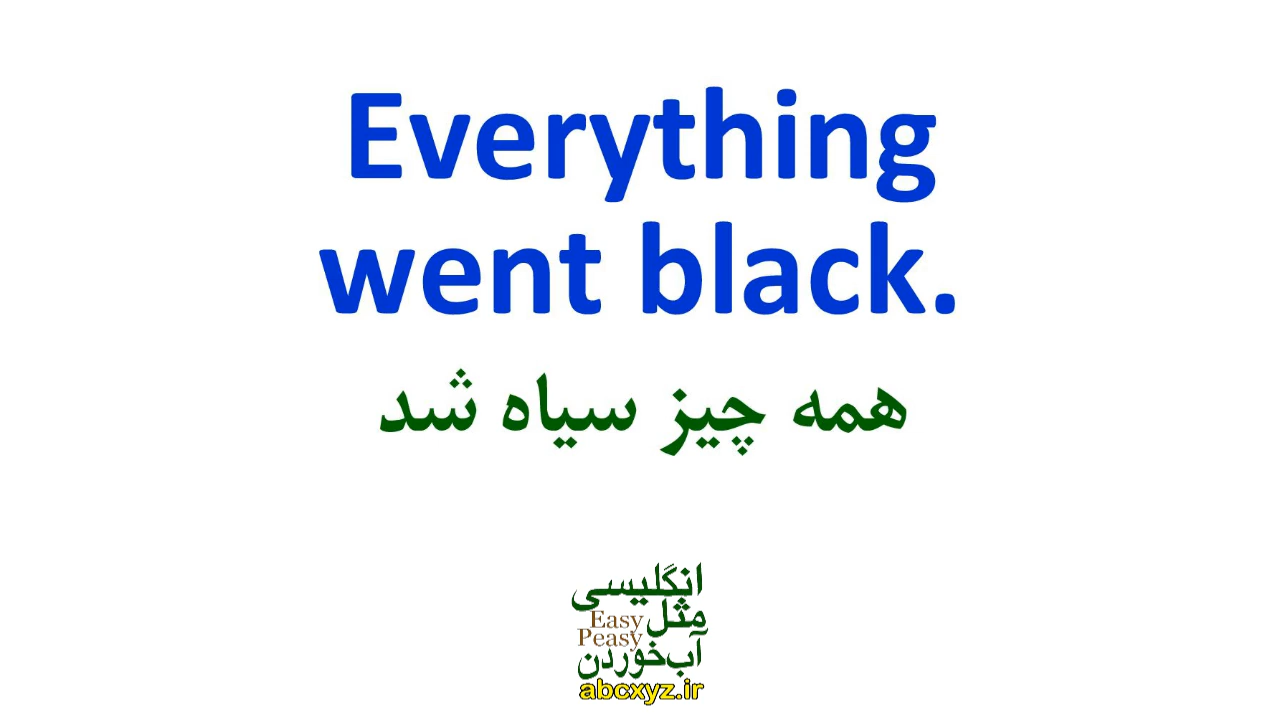 Everything
went black.
همه چیز سیاه شد
انگلیسی
مثل
Easy
Peasy
آب‌خوردن
abcxyz.ir